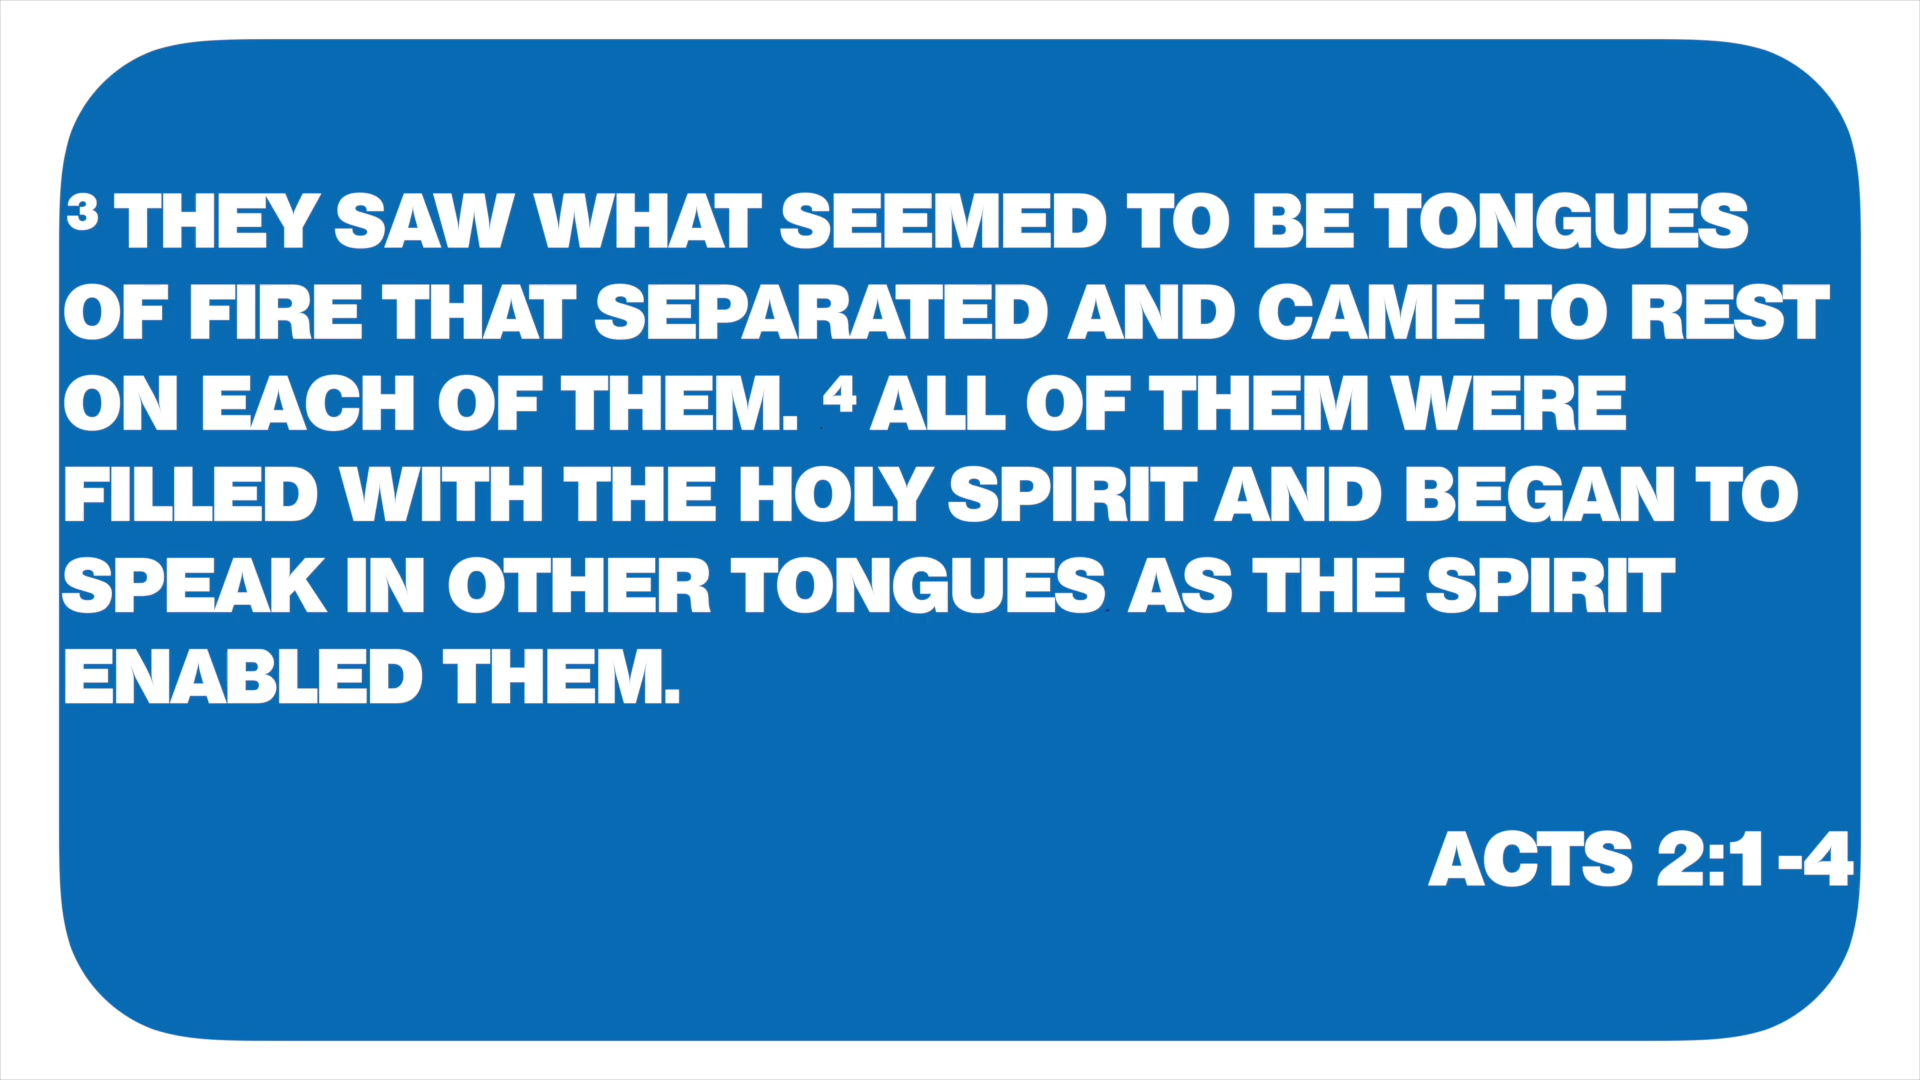 ³ THEY SAW WHAT SEEMED TO BE TONGUES
OF FIRE THAT SEPARATED AND CAME TO REST
ON EACH OF THEM. ⁴ ALL OF THEM WERE
FILLED WITH THE HOLY SPIRIT AND BEGAN TO
SPEAK IN OTHER TONGUES AS THE SPIRIT
ENABLED THEM.
ACTS 2:1-4